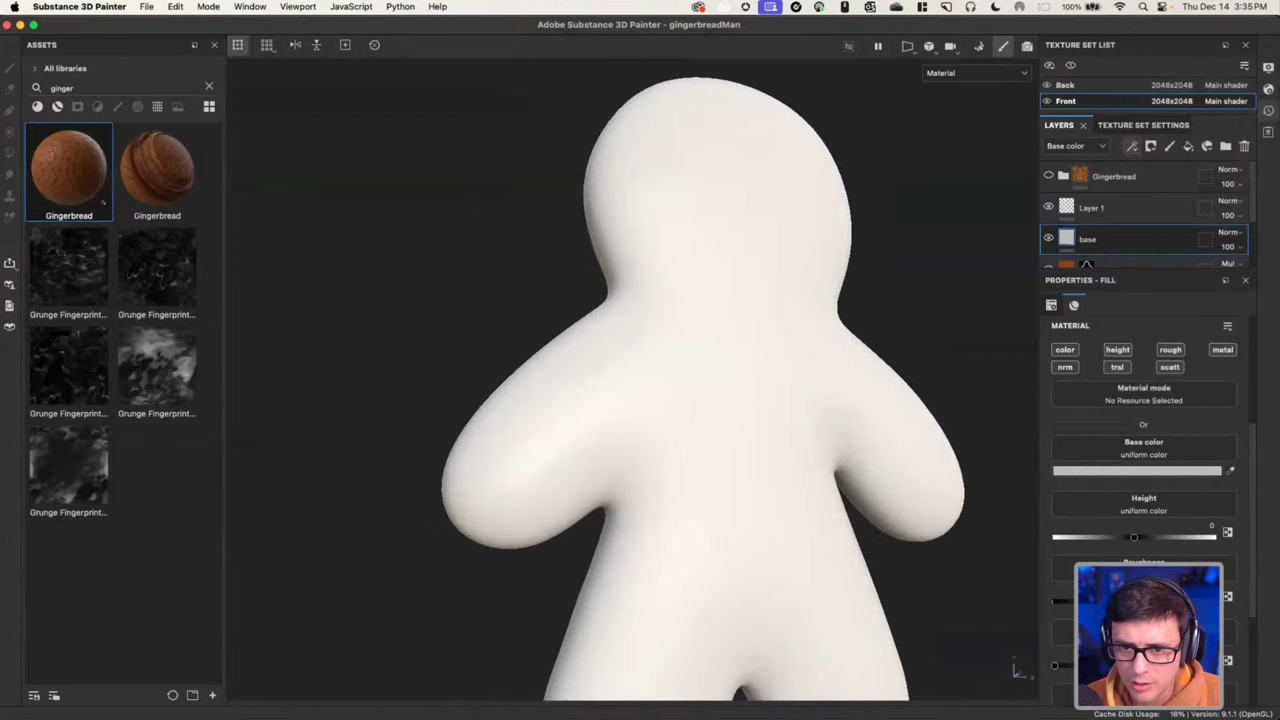 Substance 3D Painter File Edit Mode Window Viewport JavaScript Python Help 100% Thu Dec 14 3:35PM
Adobe Substance 3D Painter - gingerbreadMan
ASSETS
All libraries
ginger
Gingerbread Gingerbread
Grunge Fingerprint... Grunge Fingerprint...
Grunge Fingerprint... Grunge Fingerprint...
Grunge Fingerprint...
Material
TEXTURE SET LIST
Back 2048x2048 Main shader
Front 2048x2048 Main shader
LAYERS TEXTURE SET SETTINGS
Base color
Gingerbread Norm 100
Layer 1 Norm 100
base Norm 100
Mul
PROPERTIES - FILL
MATERIAL
color height rough metal
nrm trsl scatt
Material mode
No Resource Selected
Or
Base color
uniform color
Height
uniform color
0
Cache Disk Usage: 18% | Version: 9.1.1 (OpenGL)